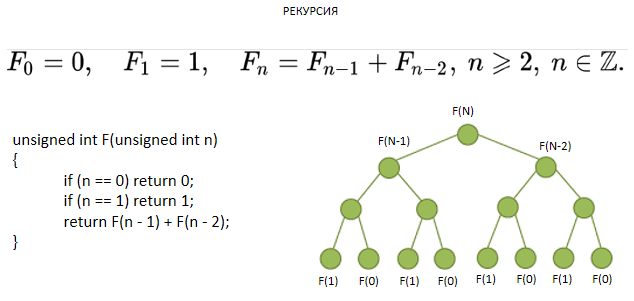 РЕКУРСИЯ
F₀ = 0, F₁ = 1, Fₙ = Fₙ₋₁ + Fₙ₋₂, n ⩾ 2, n ∈ ℤ.
unsigned int F(unsigned int n)
{
if (n == 0) return 0;
if (n == 1) return 1;
return F(n - 1) + F(n - 2);
}
F(N)
F(N-1) F(N-2)
F(1) F(0) F(1) F(0) F(1) F(0) F(1) F(0)